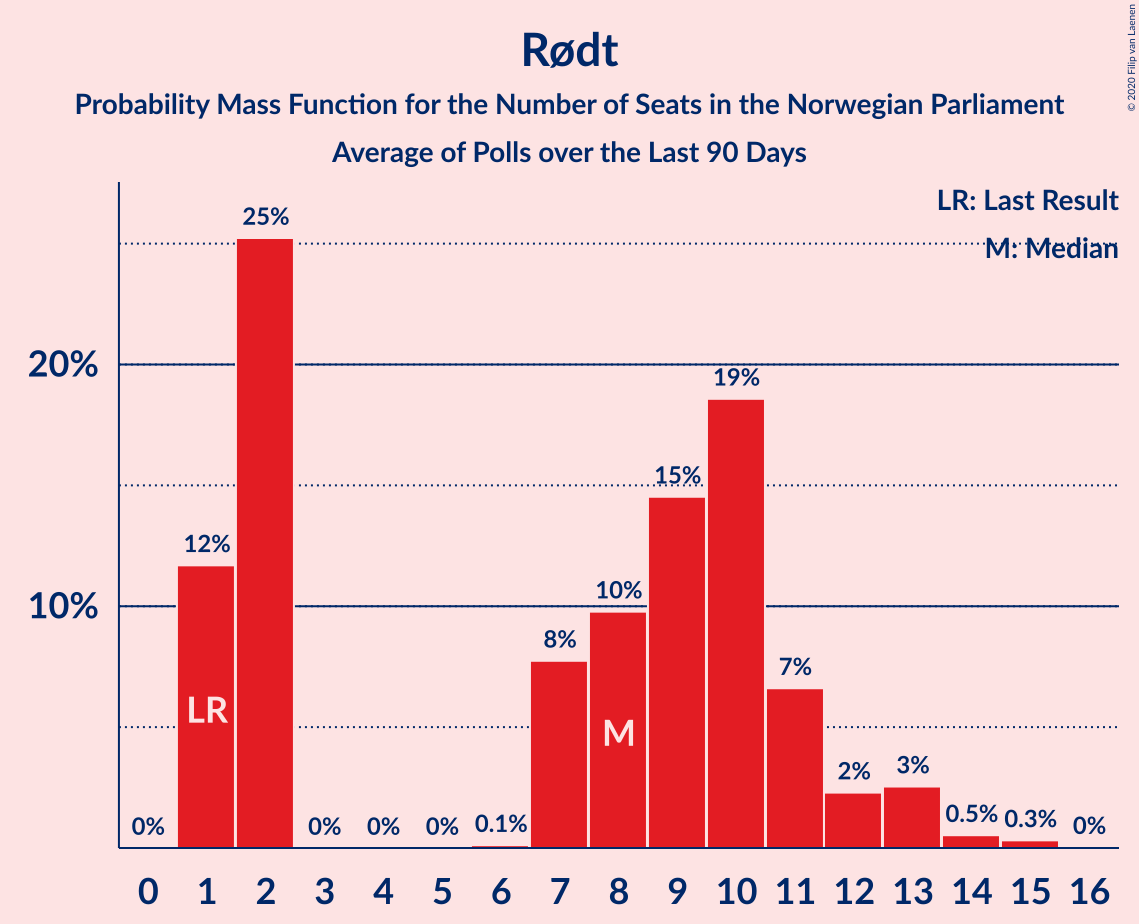 Rødt
Probability Mass Function for the Number of Seats in the Norwegian Parliament
Average of Polls over the Last 90 Days
© 2020 Filip van Laenen
LR: Last Result
M: Median
20%
10%
0%
12%
25%
0%
0%
0%
0.1%
8%
10%
15%
19%
7%
2%
3%
0.5%
0.3%
0%
LR
M
0 1 2 3 4 5 6 7 8 9 10 11 12 13 14 15 16